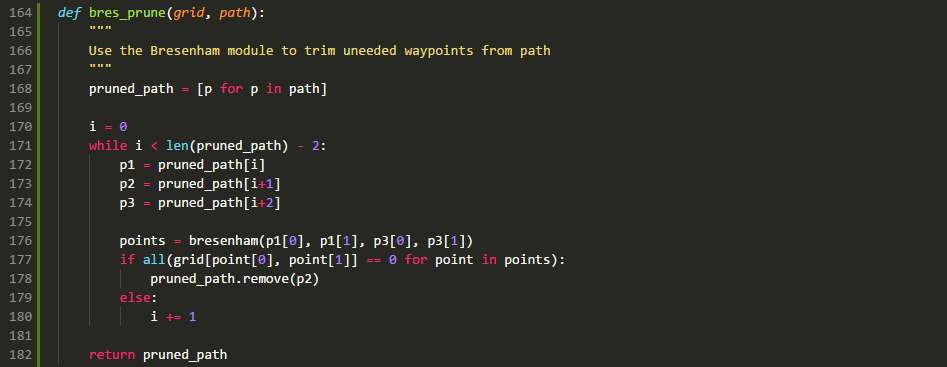 164 def bres_prune(grid, path):
165     """
166     Use the Bresenham module to trim uneeded waypoints from path
167     """
168     pruned_path = [p for p in path]
169
170     i = 0
171     while i < len(pruned_path) - 2:
172         p1 = pruned_path[i]
173         p2 = pruned_path[i+1]
174         p3 = pruned_path[i+2]
175
176         points = bresenham(p1[0], p1[1], p3[0], p3[1])
177         if all(grid[point[0], point[1]] == 0 for point in points):
178             pruned_path.remove(p2)
179         else:
180             i += 1
181
182     return pruned_path